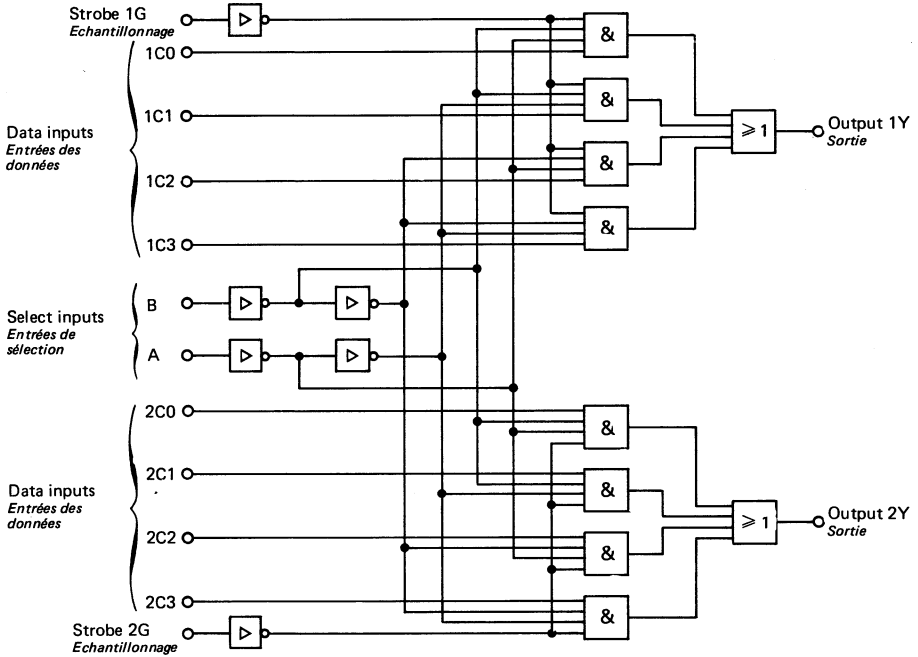 Strobe 1G
Echantillonnage
1C0
&
1C1
&
Data inputs
Entrées des
données
≥ 1
Output 1Y
Sortie
1C2
&
1C3
&
B
Select inputs
Entrées de
sélection
A
2C0
&
2C1
&
Data inputs
Entrées des
données
≥ 1
Output 2Y
Sortie
2C2
&
2C3
&
Strobe 2G
Echantillonnage